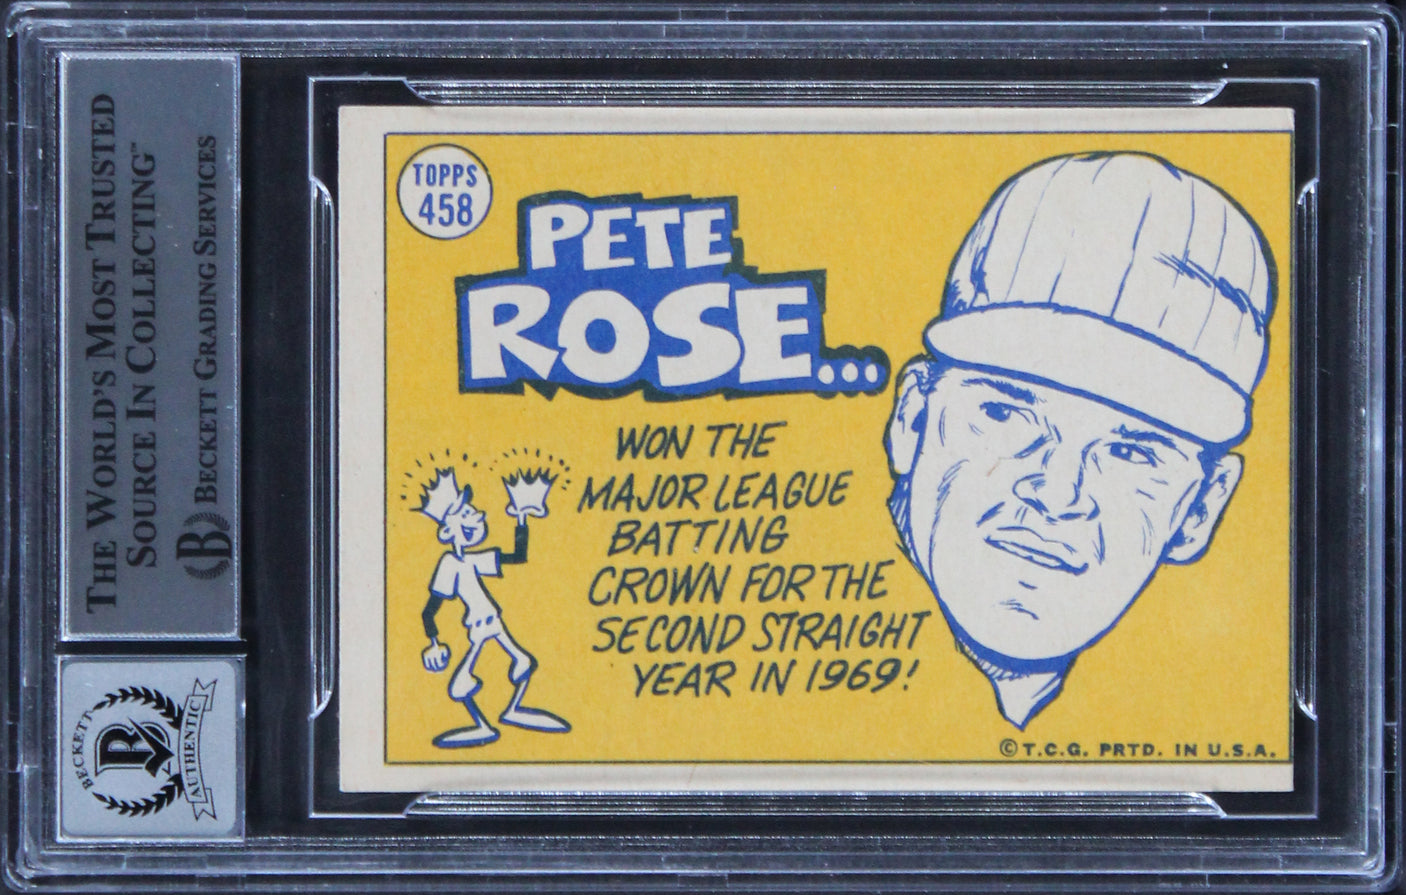 THE WORLD'S MOST TRUSTED
SOURCE IN COLLECTING™
B BECKETT GRADING SERVICES
BECKETT
B
AUTHENTIC
TOPPS
458
PETE
ROSE...
WON THE
MAJOR LEAGUE
BATTING
CROWN FOR THE
SECOND STRAIGHT
YEAR IN 1969!
© T.C.G. PRTD. IN U.S.A.